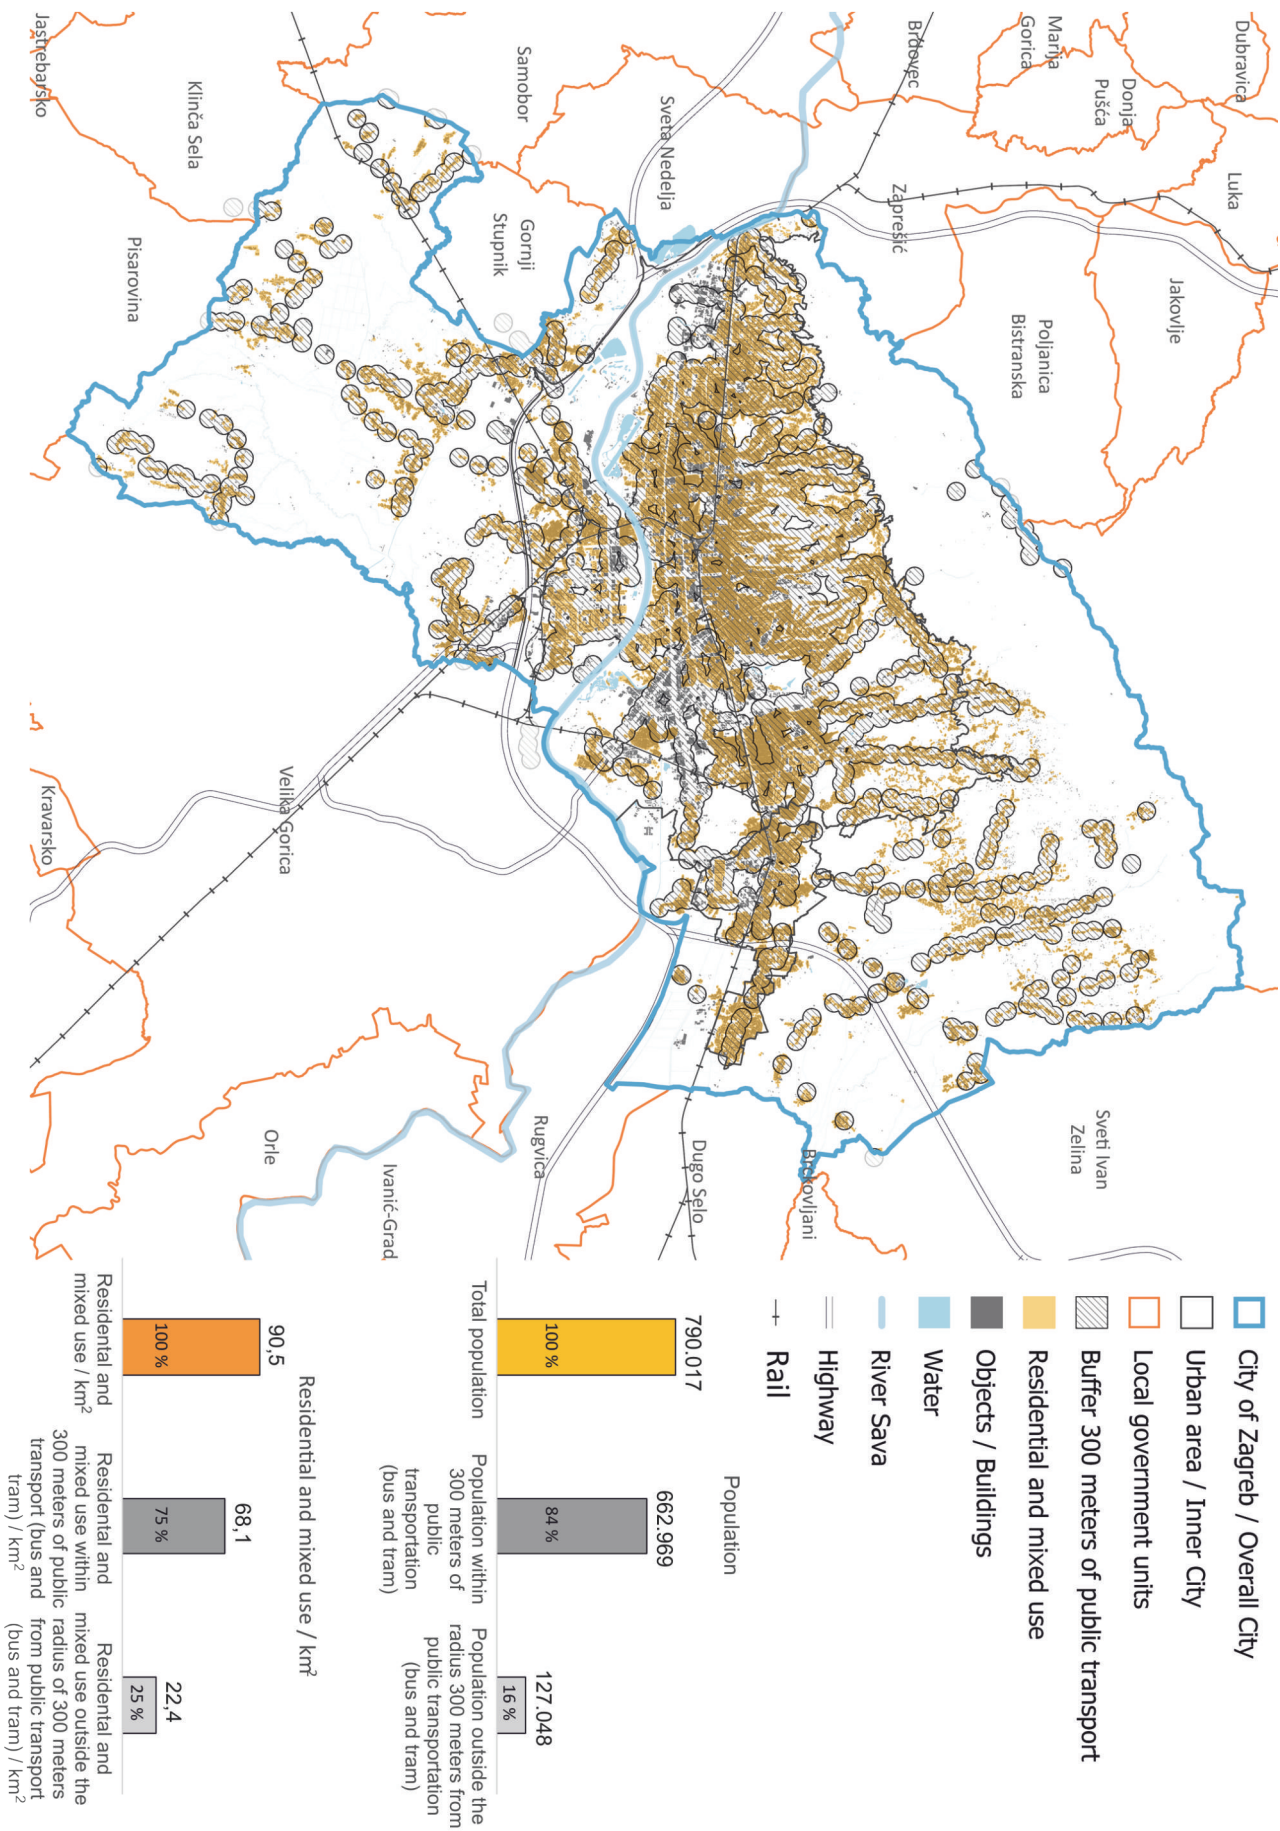 Dubravica
Marija
Gorica
Donja
Pušća
Brdovec
Luka
Zaprešić
Jakovlje
Poljanica
Bistranska
Samobor
Sveta Nedelja
Gornji
Stupnik
Klinča Sela
Jastrebarsko
Pisarovina
Velika Gorica
Kravarsko
Orle
Ivanić-Grad
Rugvica
Dugo Selo
Brckovljani
Sveti Ivan
Zelina
City of Zagreb / Overall City
Urban area / Inner City
Local government units
Buffer 300 meters of public transport
Residential and mixed use
Objects / Buildings
Water
River Sava
Highway
Rail
Population
790.017
100 %
Total population
662.969
84 %
Population within
300 meters of
public
transportation
(bus and tram)
127.048
16 %
Population outside the
radius 300 meters from
public transportation
(bus and tram)
Residential and mixed use / km²
90,5
100 %
Residental and
mixed use / km²
68,1
75 %
Residental and
mixed use within
300 meters of public
transport (bus and
tram) / km²
22,4
25 %
Residental and
mixed use outside the
radius of 300 meters
from public transport
(bus and tram) / km²